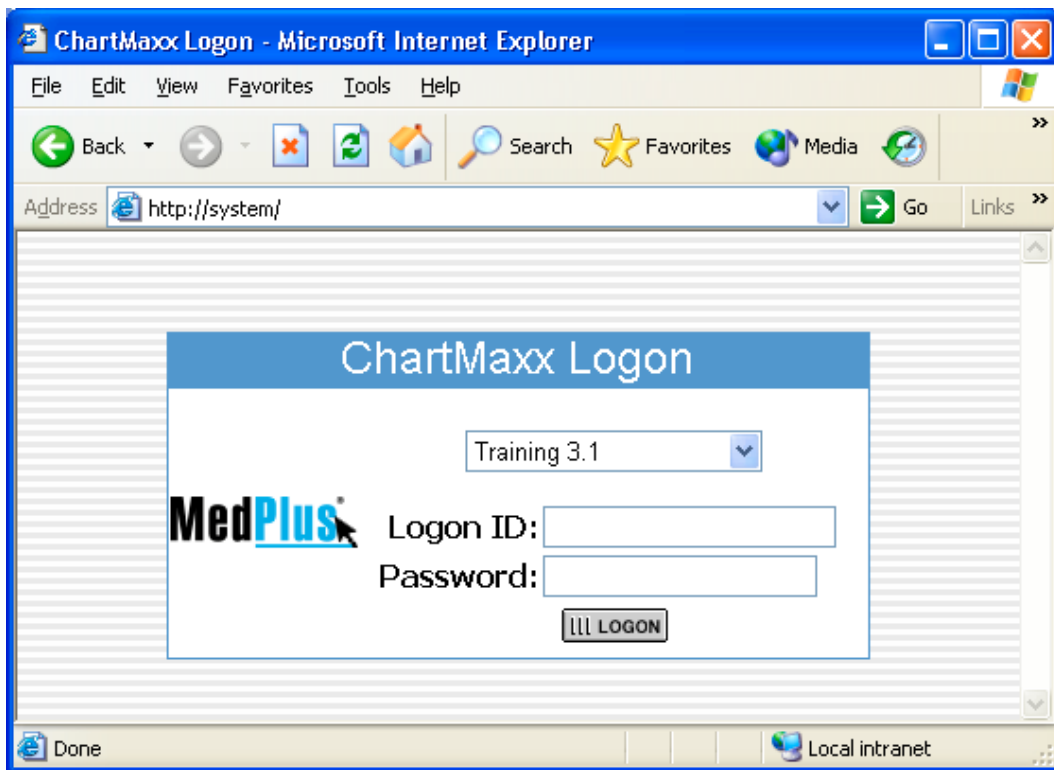 ChartMaxx Logon - Microsoft Internet Explorer
File Edit View Favorites Tools Help
Back Search Favorites Media »
Address http://system/ Go Links »
ChartMaxx Logon
Training 3.1
MedPlus
Logon ID:
Password:
LOGON
Done Local intranet